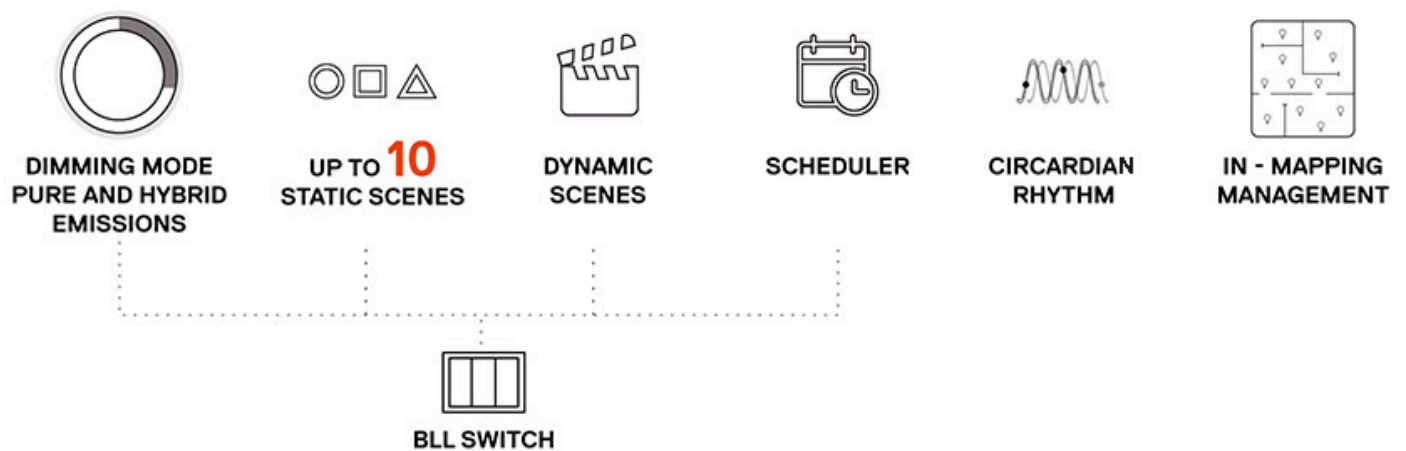 DIMMING MODE
PURE AND HYBRID
EMISSIONS
UP TO 10
STATIC SCENES
DYNAMIC
SCENES
SCHEDULER
CIRCARDIAN
RHYTHM
IN - MAPPING
MANAGEMENT
BLL SWITCH